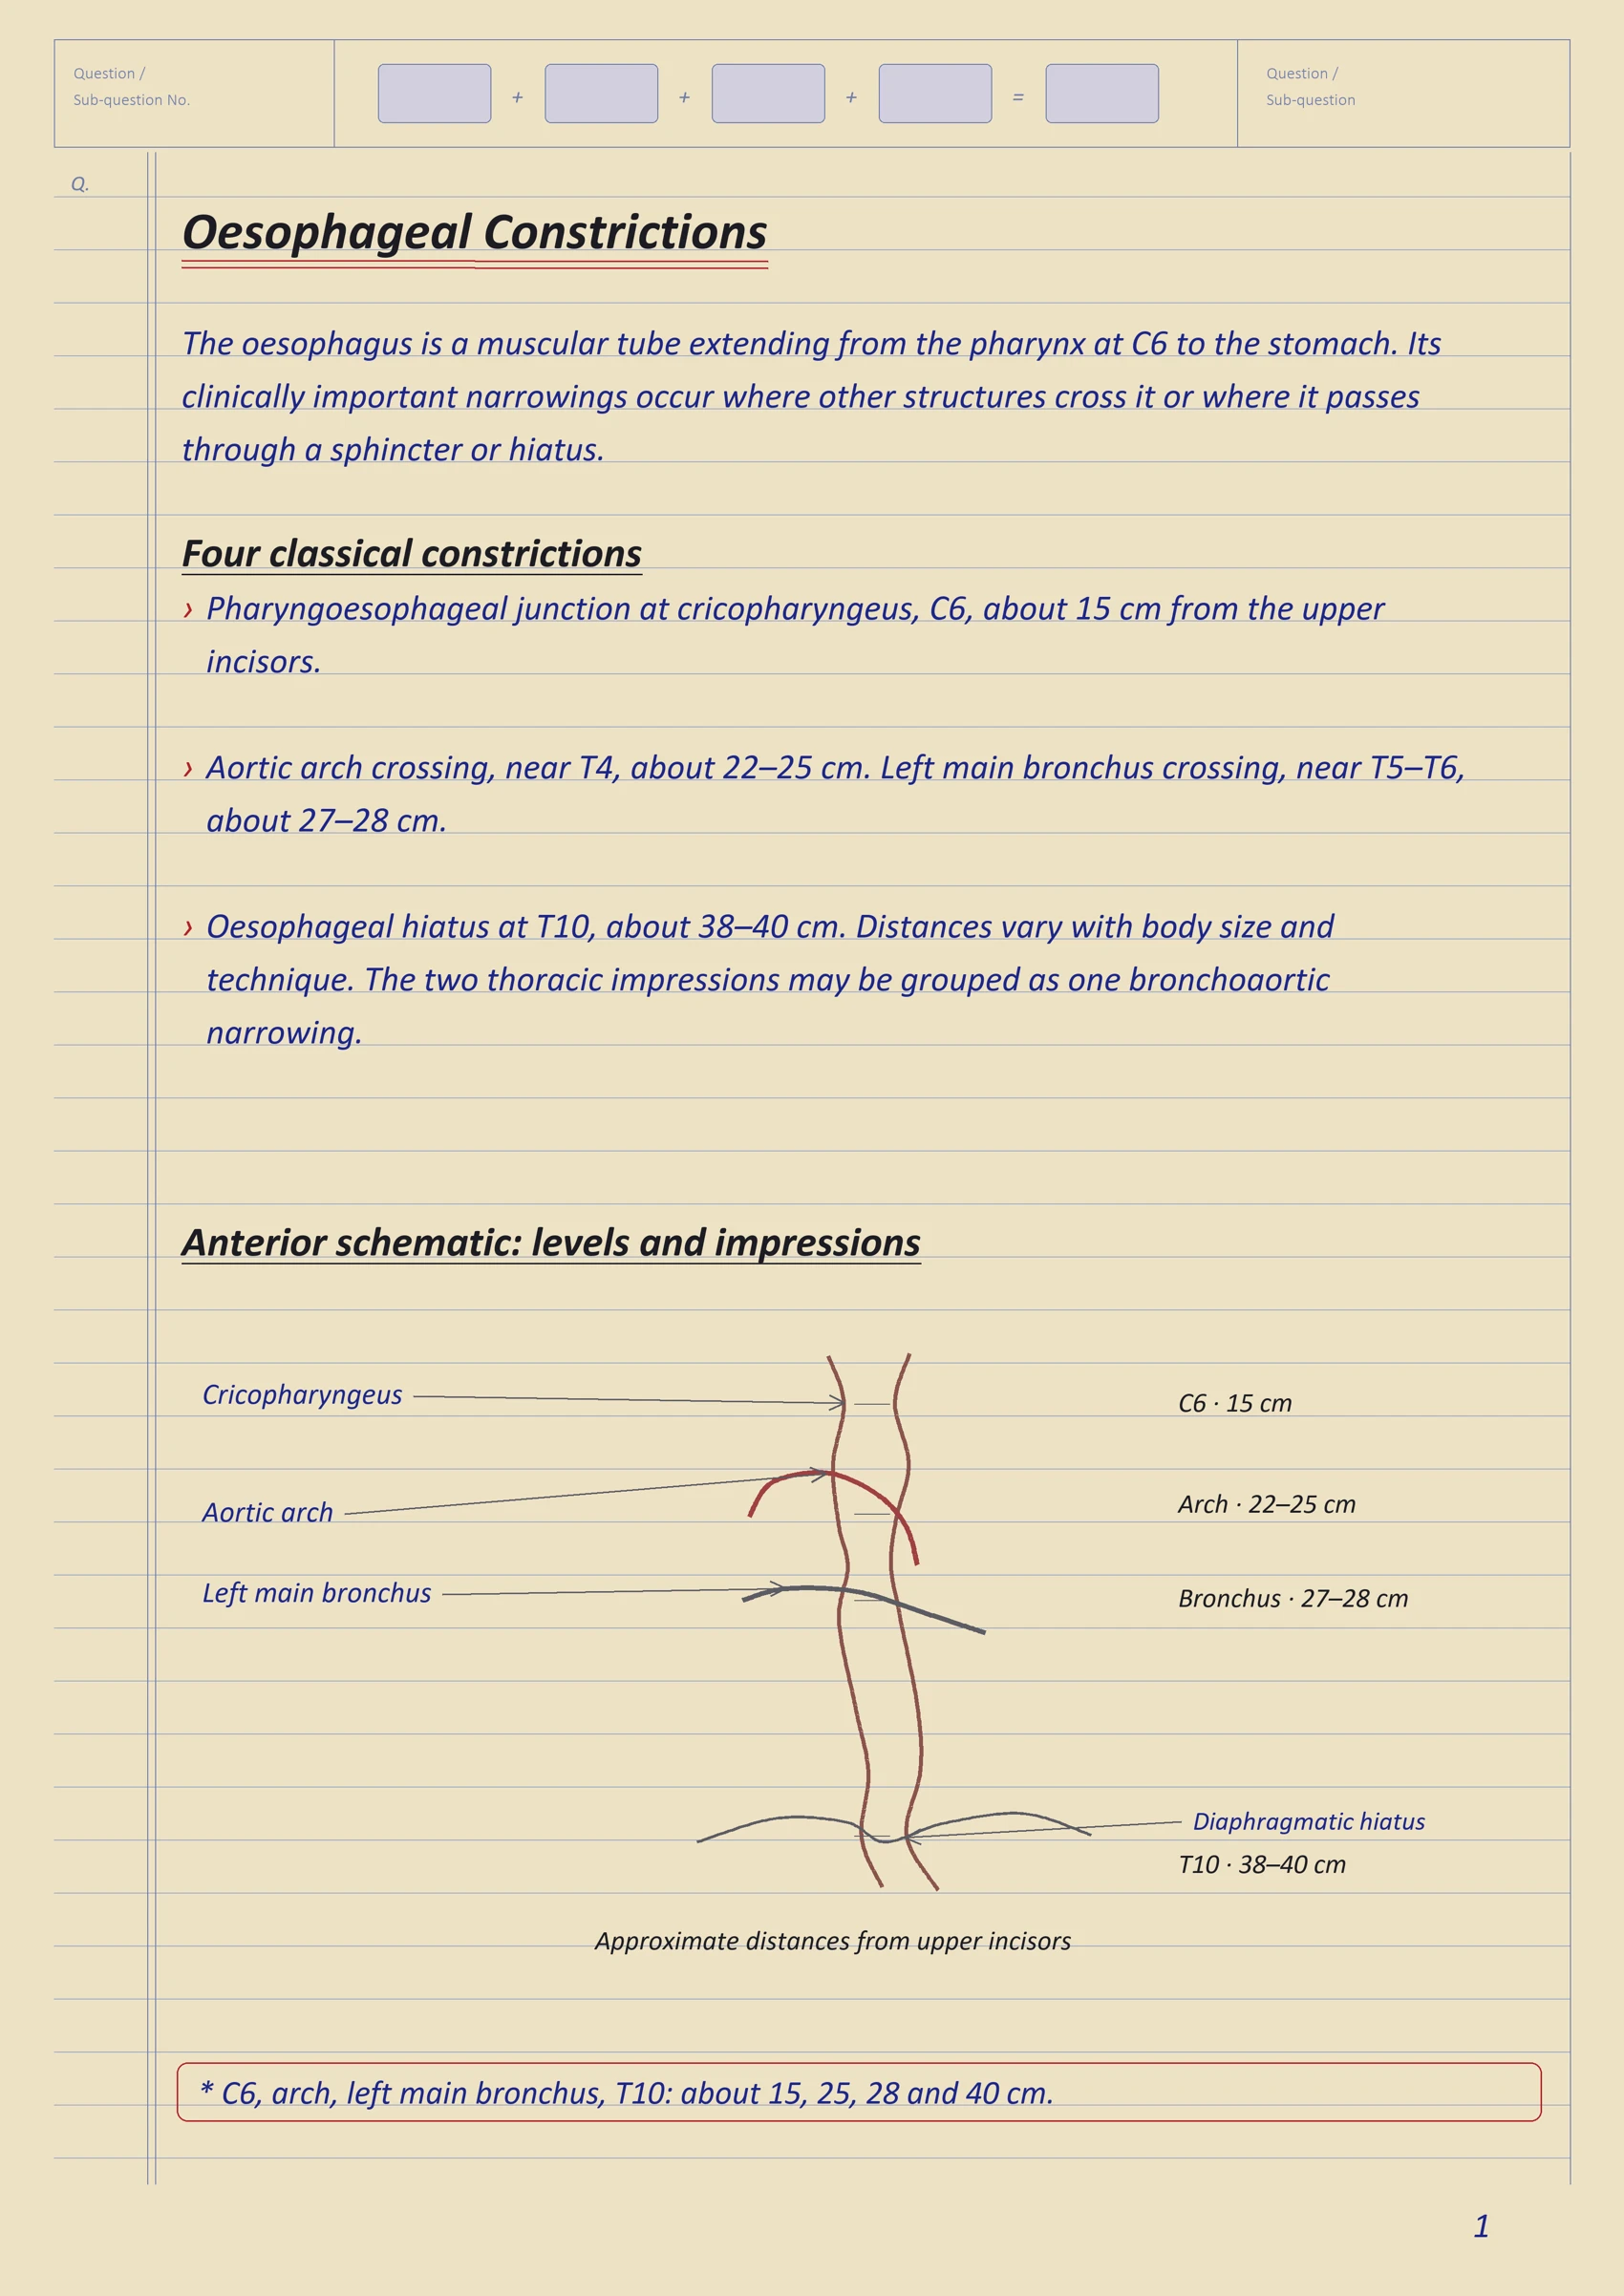 Question /
Sub-question No.
+ + + =
Question /
Sub-question
Q.
Oesophageal Constrictions
The oesophagus is a muscular tube extending from the pharynx at C6 to the stomach. Its
clinically important narrowings occur where other structures cross it or where it passes
through a sphincter or hiatus.
Four classical constrictions
› Pharyngoesophageal junction at cricopharyngeus, C6, about 15 cm from the upper
incisors.
› Aortic arch crossing, near T4, about 22–25 cm. Left main bronchus crossing, near T5–T6,
about 27–28 cm.
› Oesophageal hiatus at T10, about 38–40 cm. Distances vary with body size and
technique. The two thoracic impressions may be grouped as one bronchoaortic
narrowing.
Anterior schematic: levels and impressions
Cricopharyngeus
C6 · 15 cm
Aortic arch
Arch · 22–25 cm
Left main bronchus
Bronchus · 27–28 cm
Diaphragmatic hiatus
T10 · 38–40 cm
Approximate distances from upper incisors
* C6, arch, left main bronchus, T10: about 15, 25, 28 and 40 cm.
1